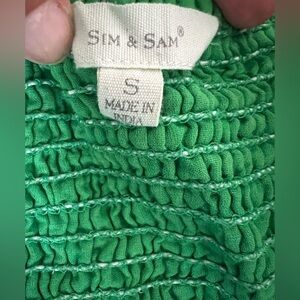 SIM & SAM®
S
MADE IN
INDIA